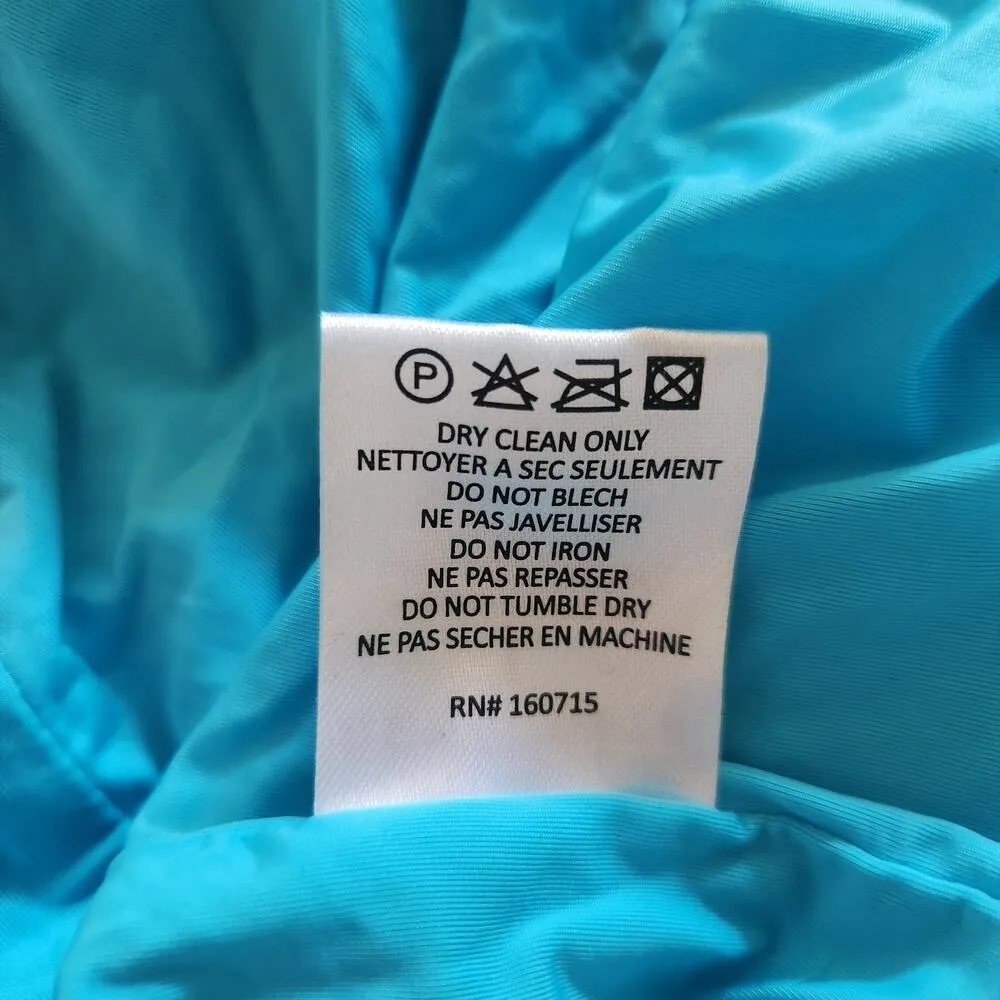 P
DRY CLEAN ONLY
NETTOYER A SEC SEULEMENT
DO NOT BLECH
NE PAS JAVELLISER
DO NOT IRON
NE PAS REPASSER
DO NOT TUMBLE DRY
NE PAS SECHER EN MACHINE
RN# 160715